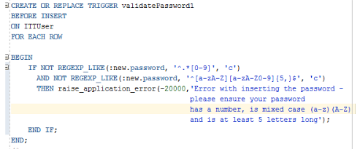 CREATE OR REPLACE TRIGGER validatePassword1
BEFORE INSERT
ON ITTUser
FOR EACH ROW
BEGIN
IF NOT REGEXP_LIKE(:new.password, '^.*[0-9]', 'c')
AND NOT REGEXP_LIKE(:new.password, '^[a-zA-Z][a-zA-Z0-9]{5,}$', 'c')
THEN raise_application_error(-20000,'Error with inserting the password -
please ensure your password
has a number, is mixed case (a-z)(A-Z)
and is at least 5 letters long');
END IF;
END;